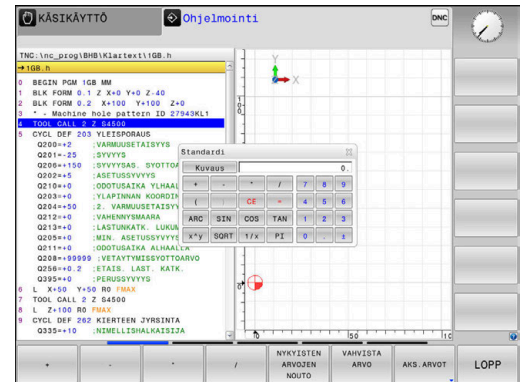 KÄSIKÄYTTÖ
Ohjelmointi
DNC
TNC:\nc_prog\BHB\Klartext\1GB.h
→1GB.h
0 BEGIN PGM 1GB MM
1 BLK FORM 0.1 Z X+0 Y+0 Z-40
2 BLK FORM 0.2 X+100 Y+100 Z+0
3 * - Machine hole pattern ID 27943KL1
4 TOOL CALL 2 Z S4500
5 CYCL DEF 203 YLEISPORAUS
Q200=+2 ;VARMUUSETAISYYS
Q201=-25 ;SYVYYS
Q206=+150 ;SYVYYSAS. SYOTTOA
Q202=+5 ;ASETUSSYVYYS
Q210=+0 ;ODOTUSAIKA YLHAAL
Q203=+0 ;YLAPINNAN KOORDIN
Q204=+50 ;2. VARMUUSETAISYY
Q212=+0 ;VAHENNYSMAARA
Q213=+0 ;LASTUNKATK. LUKUM
Q205=+0 ;MIN. ASETUSSYVYYS
Q211=+0 ;ODOTUSAIKA ALHAALLA
Q208=+99999 ;VETAYTYMISSYOTTOARVO
Q256=+0.2 ;ETAIS. LAST. KATK.
Q395=+0 ;PERUSSYVYYS
6 L X+50 Y+50 R0 FMAX
7 TOOL CALL 2 Z S4500
8 L Z+100 R0 FMAX
9 CYCL DEF 262 KIERTEEN JYRSINTA
Q335=+10 ;NIMELLISHALKAISIJA
Y
X
Standardi
Kuvaus 0.
+ - * / 7 8 9
( ) CE = 4 5 6
ARC SIN COS TAN 1 2 3
x^y SQRT 1/x PI 0 . ±
0
50
+ - * / NYKYISTEN ARVOJEN NOUTO VAHVISTA ARVO AKS.ARVOT LOPP